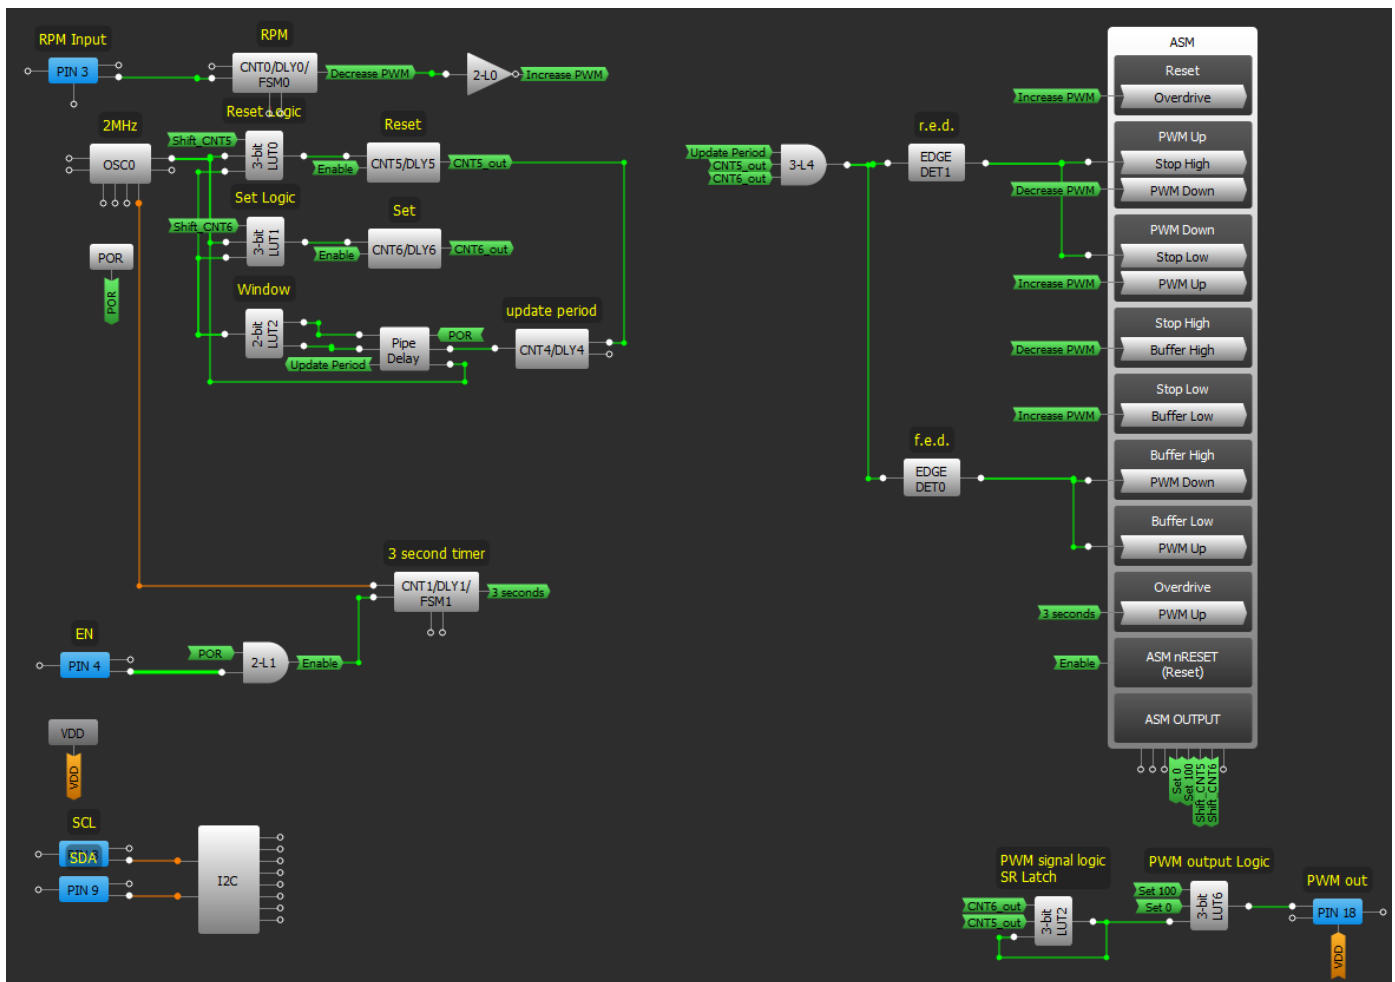 RPM Input
PIN 3
RPM
CNT0/DLY0/
FSM0
Decrease PWM
2-L0
Increase PWM
2MHz
OSC0
Reset Logic
Shift_CNT5
3-bit
LUT0
Enable
Reset
CNT5/DLY5
CNT5_out
Set Logic
Shift_CNT6
3-bit
LUT1
Enable
Set
CNT6/DLY6
CNT6_out
POR
POR
Window
2-bit
LUT2
Update Period
Pipe
Delay
POR
update period
CNT4/DLY4
3 second timer
CNT1/DLY1/
FSM1
3 seconds
EN
PIN 4
POR
2-L1
Enable
VDD
VDD
SCL
SDA
PIN 9
I2C
Update Period
CNT5_out
CNT6_out
3-L4
r.e.d.
EDGE
DET1
f.e.d.
EDGE
DET0
ASM
Reset
Increase PWM
Overdrive
PWM Up
Stop High
Decrease PWM
PWM Down
PWM Down
Stop Low
Increase PWM
PWM Up
Stop High
Decrease PWM
Buffer High
Stop Low
Increase PWM
Buffer Low
Buffer High
PWM Down
Buffer Low
PWM Up
Overdrive
3 seconds
PWM Up
Enable
ASM nRESET
(Reset)
ASM OUTPUT
Set 0
Set 100
Shift_CNT5
Shift_CNT6
PWM signal logic
SR Latch
CNT6_out
CNT5_out
3-bit
LUT2
PWM output Logic
Set 100
Set 0
3-bit
LUT6
PWM out
PIN 18
VDD